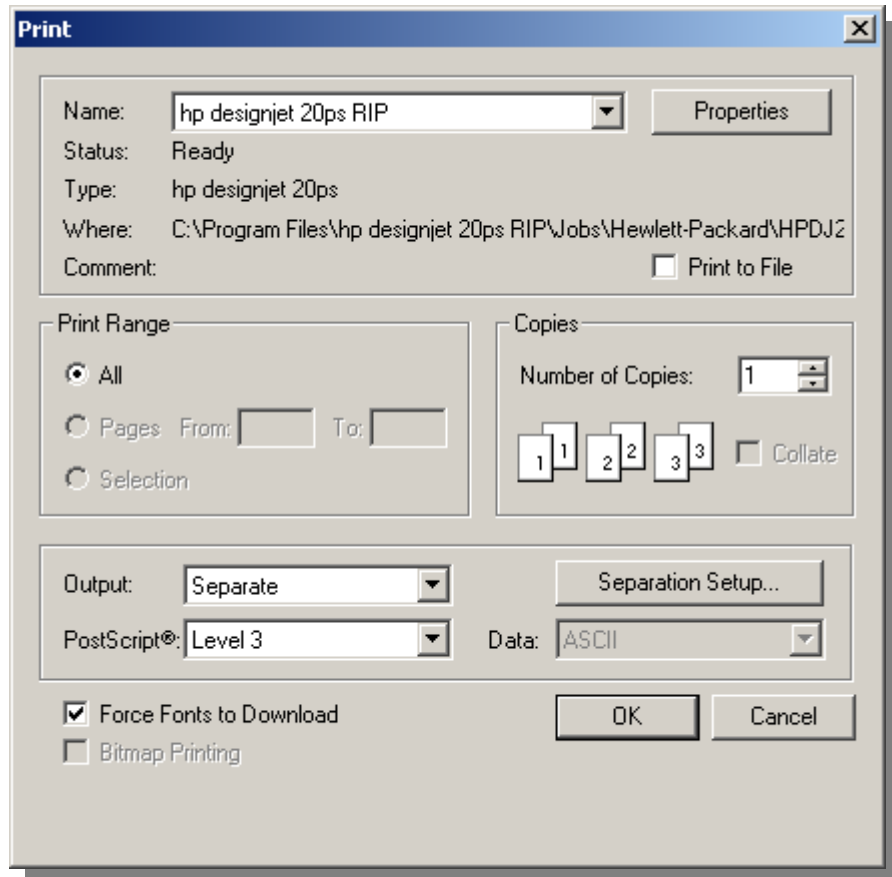 Print
Name: hp designjet 20ps RIP Properties
Status: Ready
Type: hp designjet 20ps
Where: C:\Program Files\hp designjet 20ps RIP\Jobs\Hewlett-Packard\HPDJ2
Comment: Print to File
Print Range
All
Pages From: To:
Selection
Copies
Number of Copies: 1
1 1 2 2 3 3 Collate
Output: Separate Separation Setup...
PostScript®: Level 3 Data: ASCII
Force Fonts to Download OK Cancel
Bitmap Printing